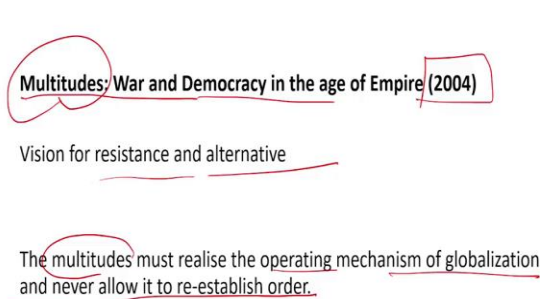 Multitudes: War and Democracy in the age of Empire (2004)
Vision for resistance and alternative
The multitudes must realise the operating mechanism of globalization
and never allow it to re-establish order.